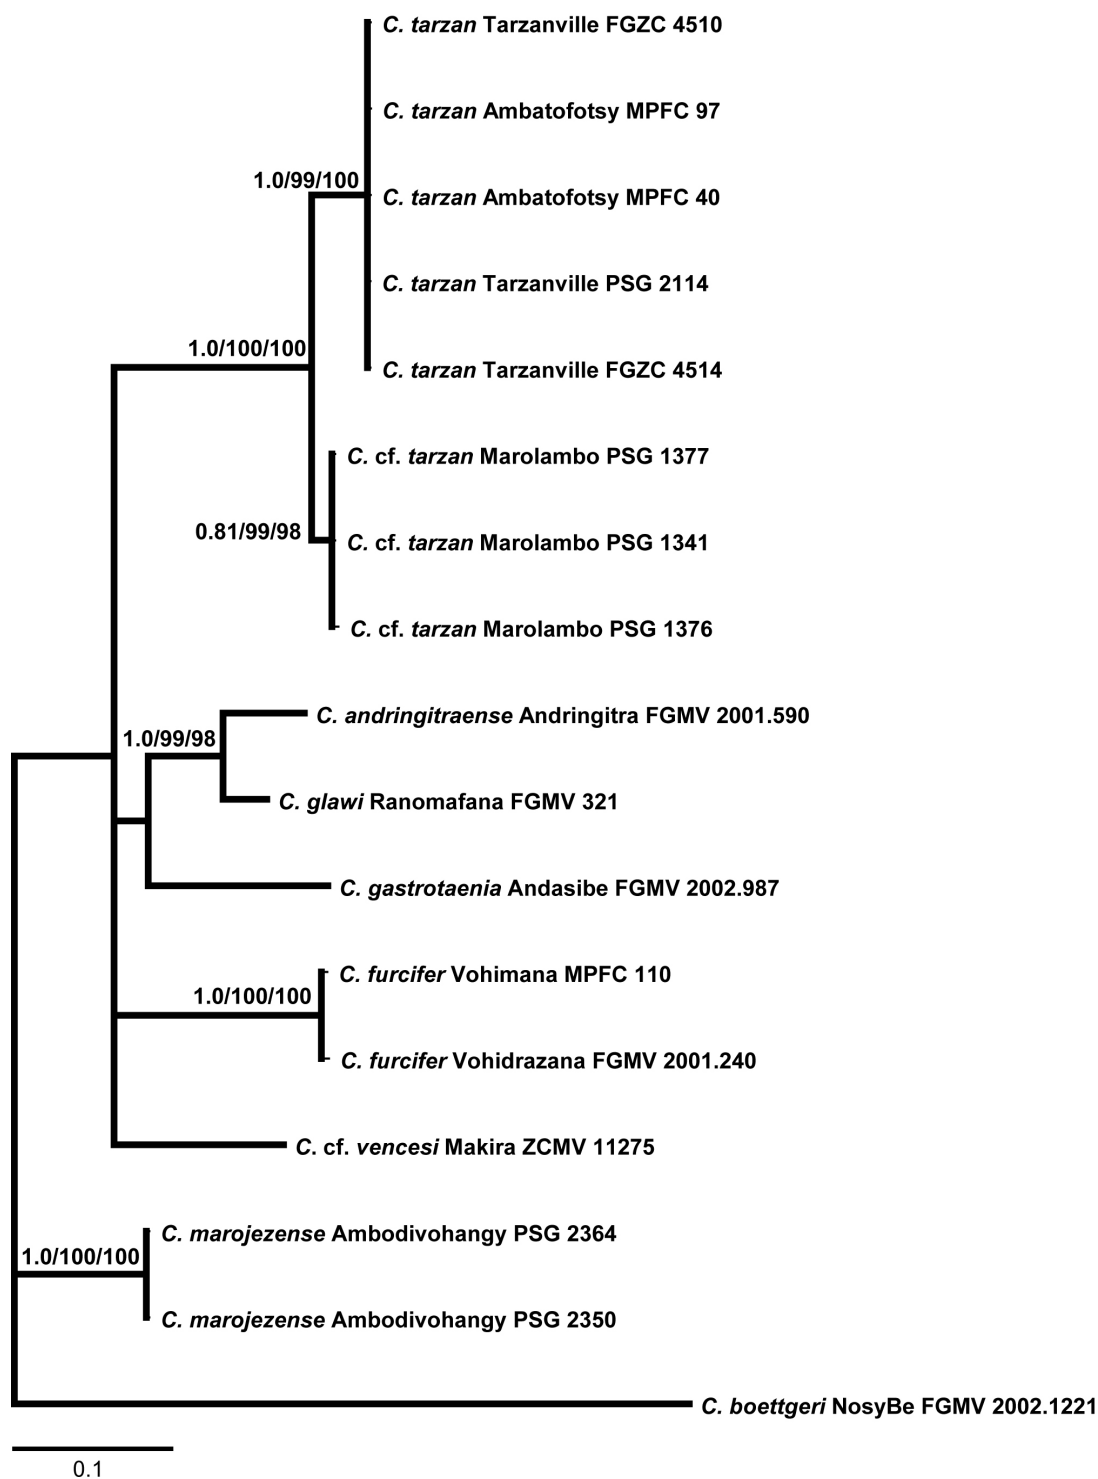 C. tarzan Tarzanville FGZC 4510
C. tarzan Ambatofotsy MPFC 97
1.0/99/100
C. tarzan Ambatofotsy MPFC 40
C. tarzan Tarzanville PSG 2114
1.0/100/100
C. tarzan Tarzanville FGZC 4514
C. cf. tarzan Marolambo PSG 1377
0.81/99/98
C. cf. tarzan Marolambo PSG 1341
C. cf. tarzan Marolambo PSG 1376
C. andringitraense Andringitra FGMV 2001.590
1.0/99/98
C. glawi Ranomafana FGMV 321
C. gastrotaenia Andasibe FGMV 2002.987
C. furcifer Vohimana MPFC 110
1.0/100/100
C. furcifer Vohidrazana FGMV 2001.240
C. cf. vencesi Makira ZCMV 11275
C. marojezense Ambodivohangy PSG 2364
1.0/100/100
C. marojezense Ambodivohangy PSG 2350
C. boettgeri NosyBe FGMV 2002.1221
0.1